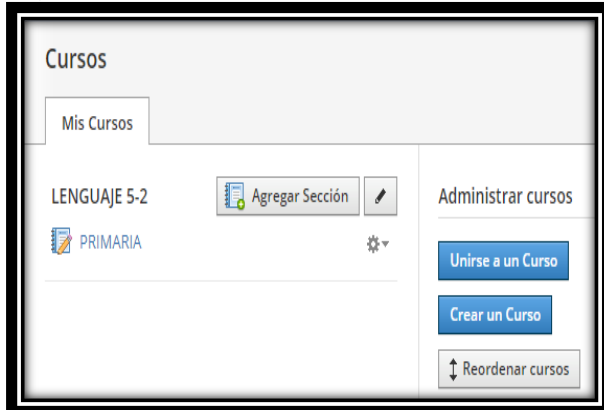 Cursos
Mis Cursos
LENGUAJE 5-2
Agregar Sección
PRIMARIA
Administrar cursos
Unirse a un Curso
Crear un Curso
Reordenar cursos